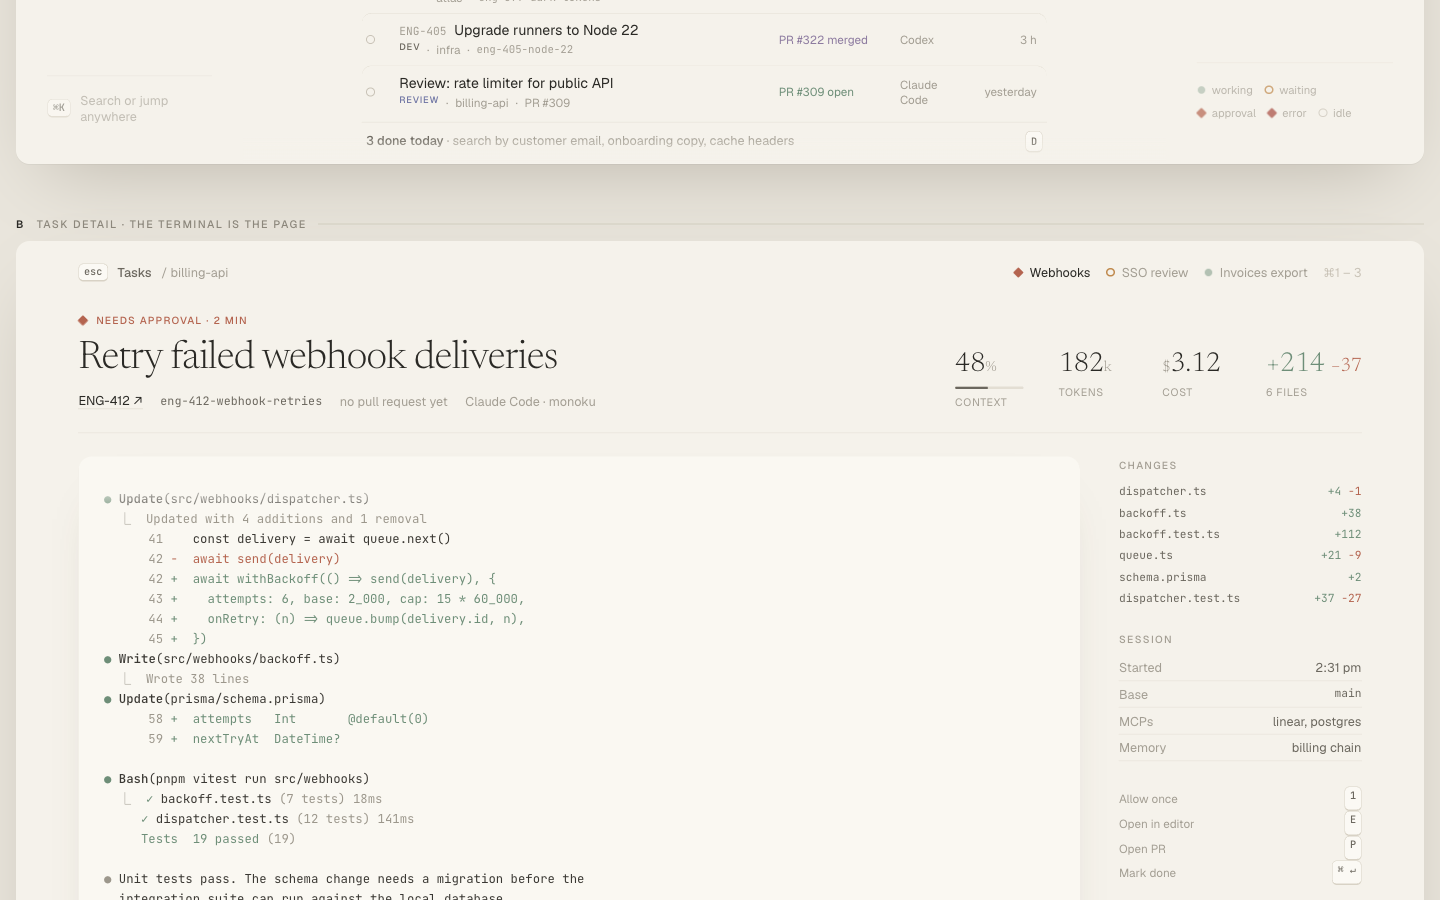 ENG-405 Upgrade runners to Node 22
DEV · infra · eng-405-node-22
PR #322 merged
Codex
3 h
Review: rate limiter for public API
REVIEW · billing-api · PR #309
PR #309 open
Claude
Code
yesterday
3 done today · search by customer email, onboarding copy, cache headers
D
⌘K
Search or jump
anywhere
working waiting
approval error idle
B TASK DETAIL · THE TERMINAL IS THE PAGE
esc Tasks / billing-api
Webhooks SSO review Invoices export ⌘1 – 3
NEEDS APPROVAL · 2 MIN
Retry failed webhook deliveries
ENG-412 ↗ eng-412-webhook-retries no pull request yet Claude Code · monoku
48%
CONTEXT
182k
TOKENS
$3.12
COST
+214 −37
6 FILES
● Update(src/webhooks/dispatcher.ts)
⎿ Updated with 4 additions and 1 removal
41 const delivery = await queue.next()
42 - await send(delivery)
42 + await withBackoff(() => send(delivery), {
43 + attempts: 6, base: 2_000, cap: 15 * 60_000,
44 + onRetry: (n) => queue.bump(delivery.id, n),
45 + })
● Write(src/webhooks/backoff.ts)
⎿ Wrote 38 lines
● Update(prisma/schema.prisma)
58 + attempts Int @default(0)
59 + nextTryAt DateTime?
● Bash(pnpm vitest run src/webhooks)
⎿ ✓ backoff.test.ts (7 tests) 18ms
✓ dispatcher.test.ts (12 tests) 141ms
Tests 19 passed (19)
● Unit tests pass. The schema change needs a migration before the
integration suite can run against the local database
CHANGES
dispatcher.ts +4 -1
backoff.ts +38
backoff.test.ts +112
queue.ts +21 -9
schema.prisma +2
dispatcher.test.ts +37 -27
SESSION
Started 2:31 pm
Base main
MCPs linear, postgres
Memory billing chain
Allow once 1
Open in editor E
Open PR P
Mark done ⌘ ↵